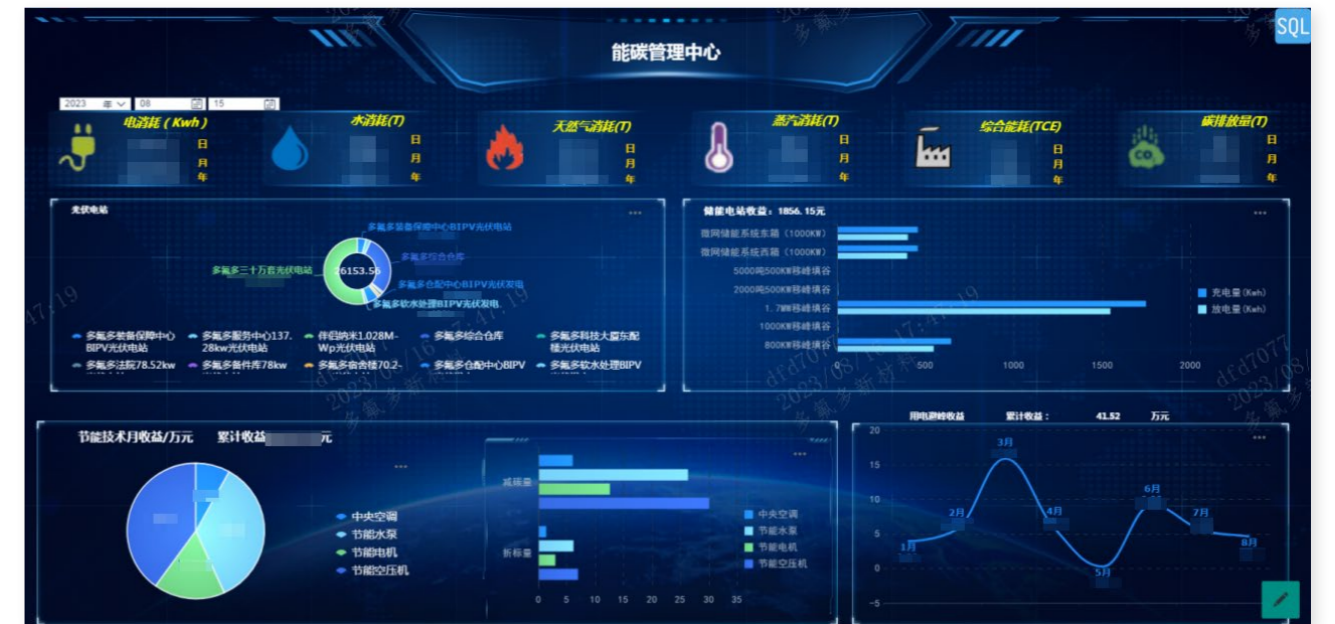 SQL
能碳管理中心
2023 年 08 15
电消耗 ( Kwh )
日
月
年
水消耗(T)
日
月
年
天然气消耗(T)
日
月
年
蒸汽消耗(T)
日
月
年
综合能耗(TCE)
日
月
年
碳排放量(T)
CO₂
日
月
年
光伏电站
多氟多装备保障中心BIPV光伏电站
多氟多综合仓库
多氟多三十万套光伏电站
26153.56
多氟多仓配中心BIPV光伏发电
多氟多软水处理BIPV光伏发电
多氟多装备保障中心BIPV光伏电站
多氟多服务中心137.28kw光伏电站
伴侣纳米1.028M-Wp光伏电站
多氟多综合仓库
多氟多科技大厦东配楼光伏电站
多氟多法院78.52kw
多氟多备件库78kw
多氟多宿舍楼70.2-
多氟多仓配中心BIPV
多氟多软水处理BIPV
储能电站收益：1856.15元
微网储能系统东箱（1000KW）
微网储能系统西箱（1000KW）
5000吨500KW移峰填谷
2000吨500KW移峰填谷
1.7MW移峰填谷
1000KW移峰填谷
800KW移峰填谷
0 500 1000 1500 2000
充电量(Kwh)
放电量(Kwh)
节能技术月收益/万元 累计收益 元
中央空调
节能水泵
节能电机
节能空压机
减碳量
折标量
0 5 10 15 20 25 30 35
中央空调
节能水泵
节能电机
节能空压机
用电避峰收益 累计收益： 41.52 万元
20
15
10
5
0
-5
1月
2月
3月
4月
5月
6月
7月
8月
dfd7077
2023/08/16 17:47:19
多氟多新材料